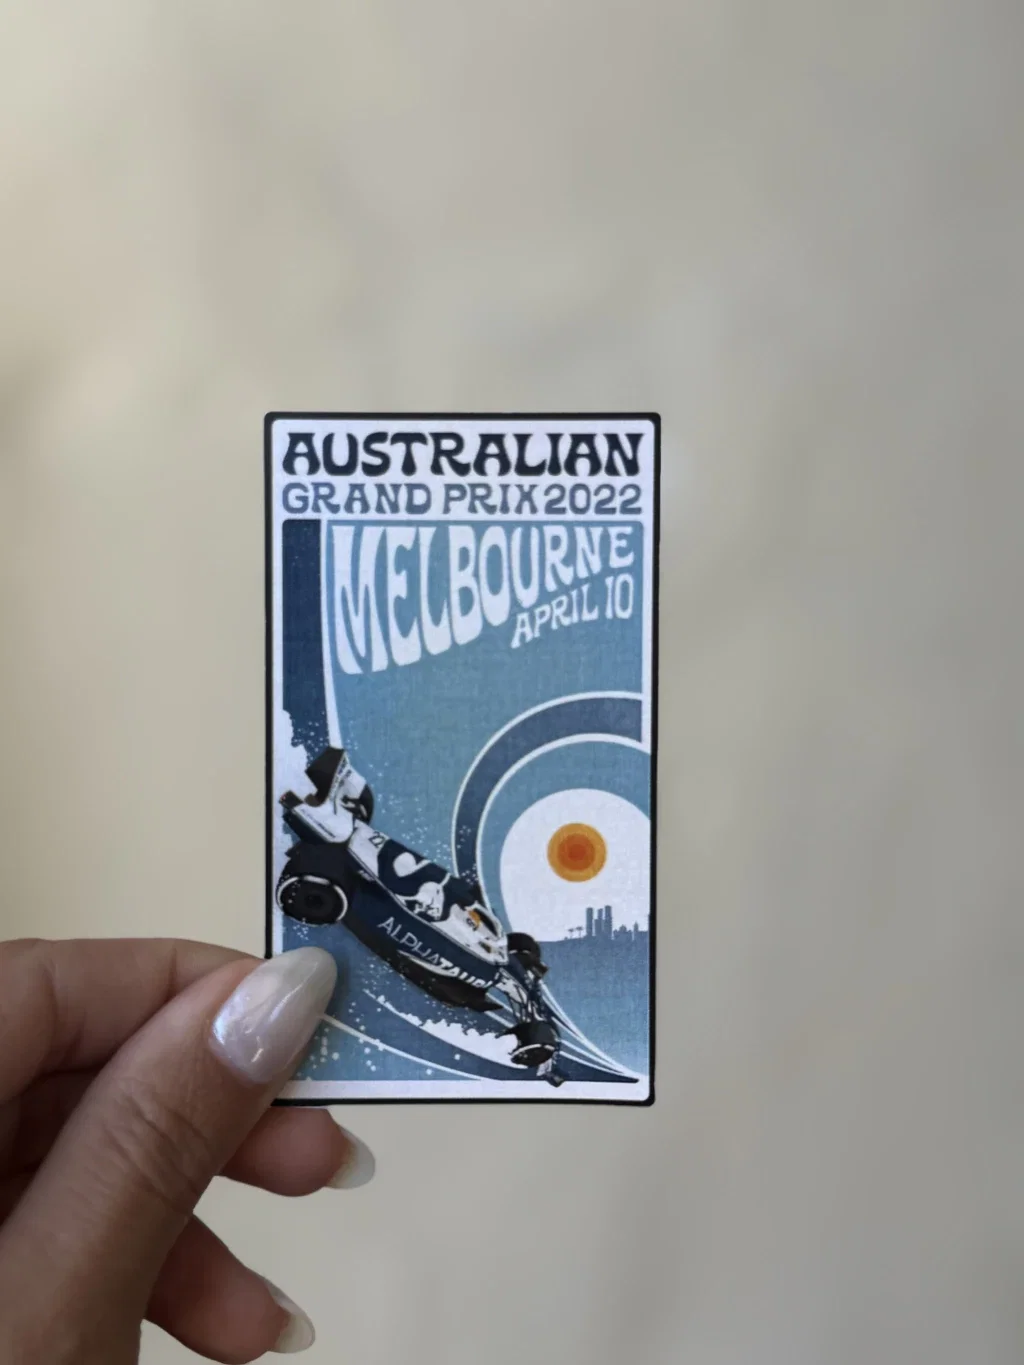 AUSTRALIAN
GRAND PRIX 2022
MELBOURNE
APRIL 10
ALPHATAURI